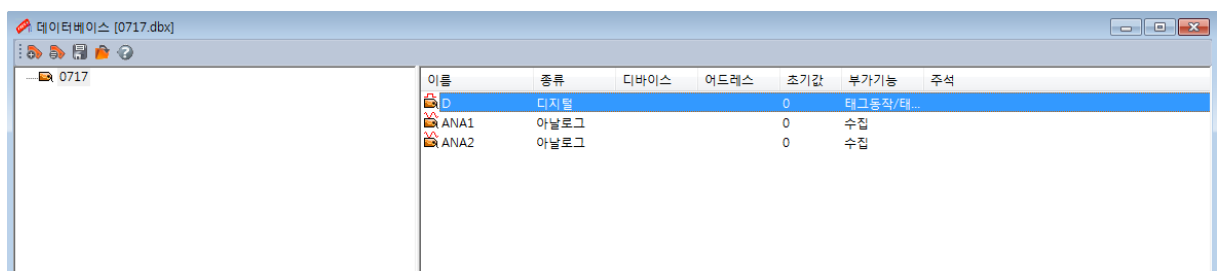 데이터베이스 [0717.dbx]
0717
이름 종류 디바이스 어드레스 초기값 부가기능 주석
D 디지털 0 태그동작/태...
ANA1 아날로그 0 수집
ANA2 아날로그 0 수집